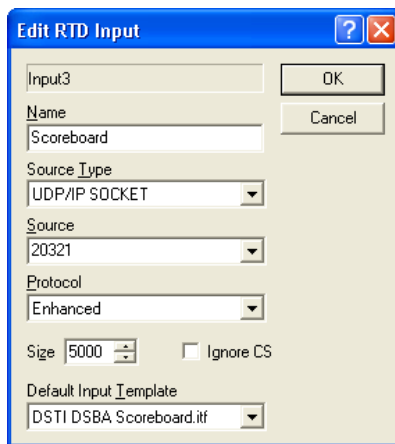 Edit RTD Input
Input3
OK
Name
Cancel
Scoreboard
Source Type
UDP/IP SOCKET
Source
20321
Protocol
Enhanced
Size 5000 Ignore CS
Default Input Template
DSTI DSBA Scoreboard.itf